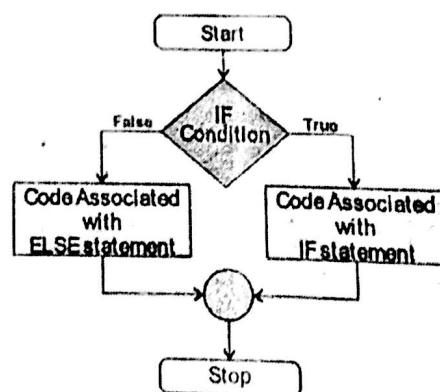 Start
IF
Condition
False
True
Code Associated
with
ELSE statement
Code Associated
with
IF statement
Stop